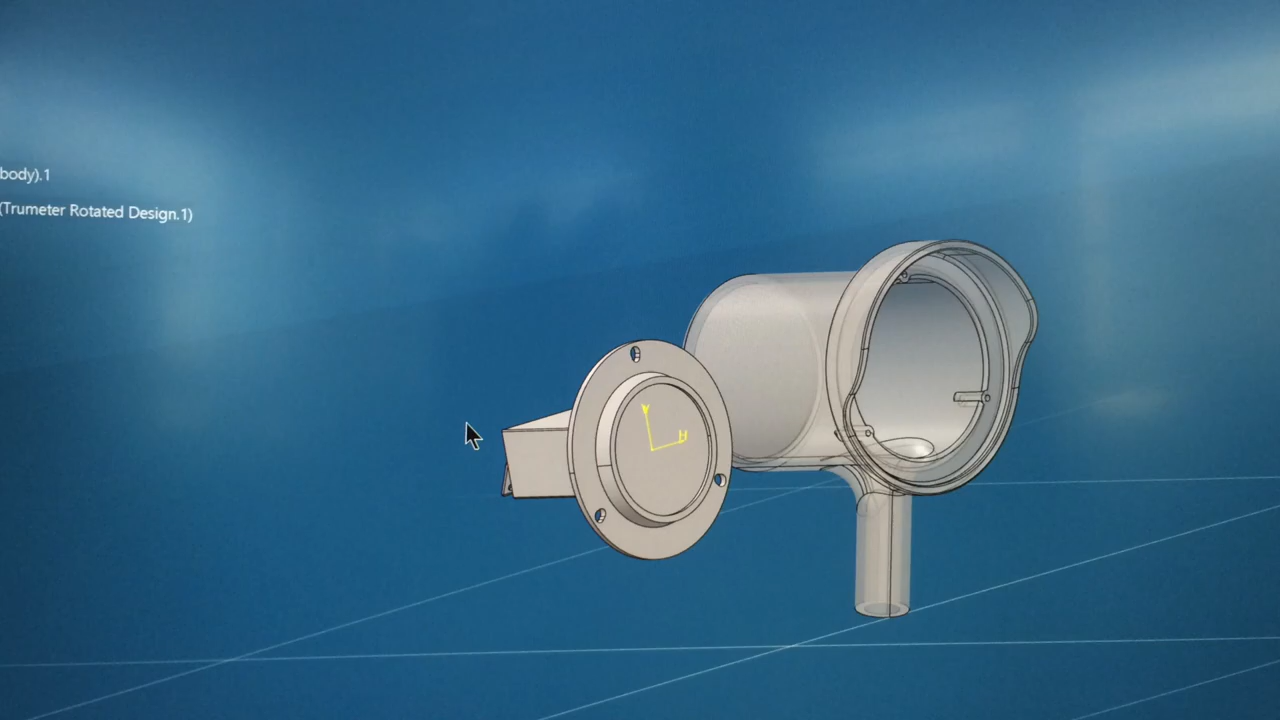 body).1
(Trumeter Rotated Design.1)
V
H